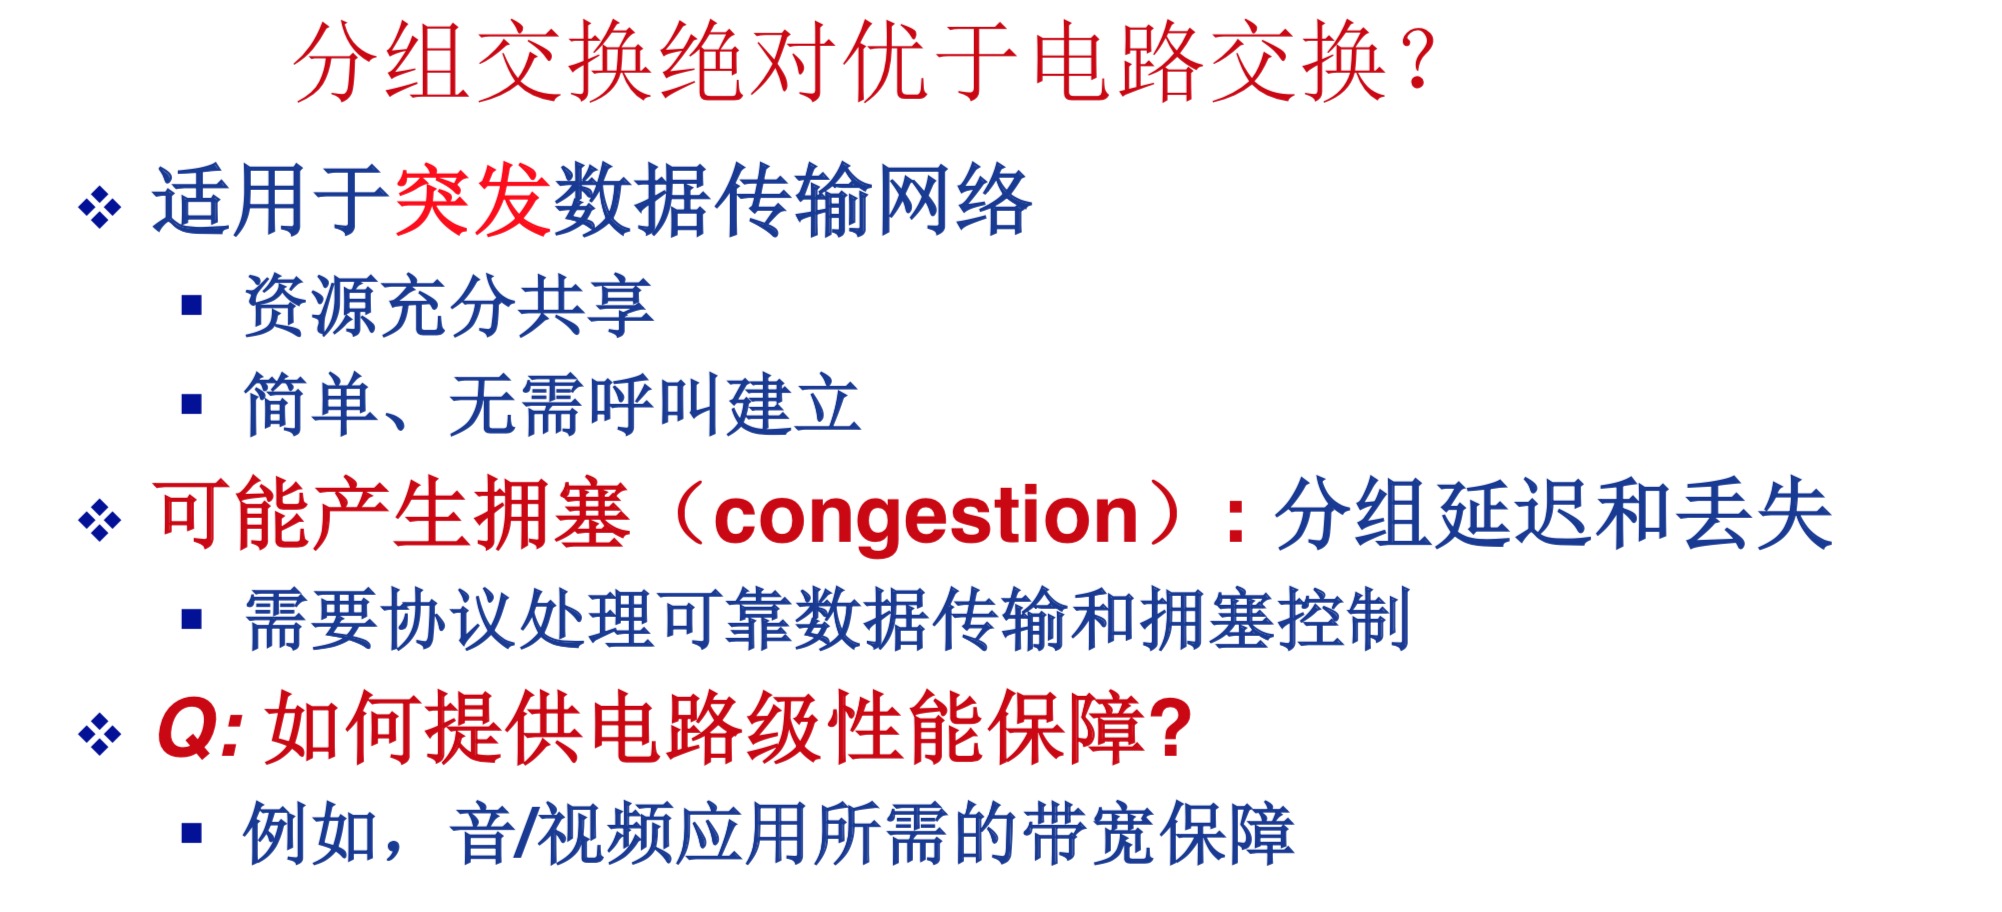 分组交换绝对优于电路交换？
适用于突发数据传输网络
资源充分共享
简单、无需呼叫建立
可能产生拥塞（congestion）：分组延迟和丢失
需要协议处理可靠数据传输和拥塞控制
Q: 如何提供电路级性能保障?
例如，音/视频应用所需的带宽保障